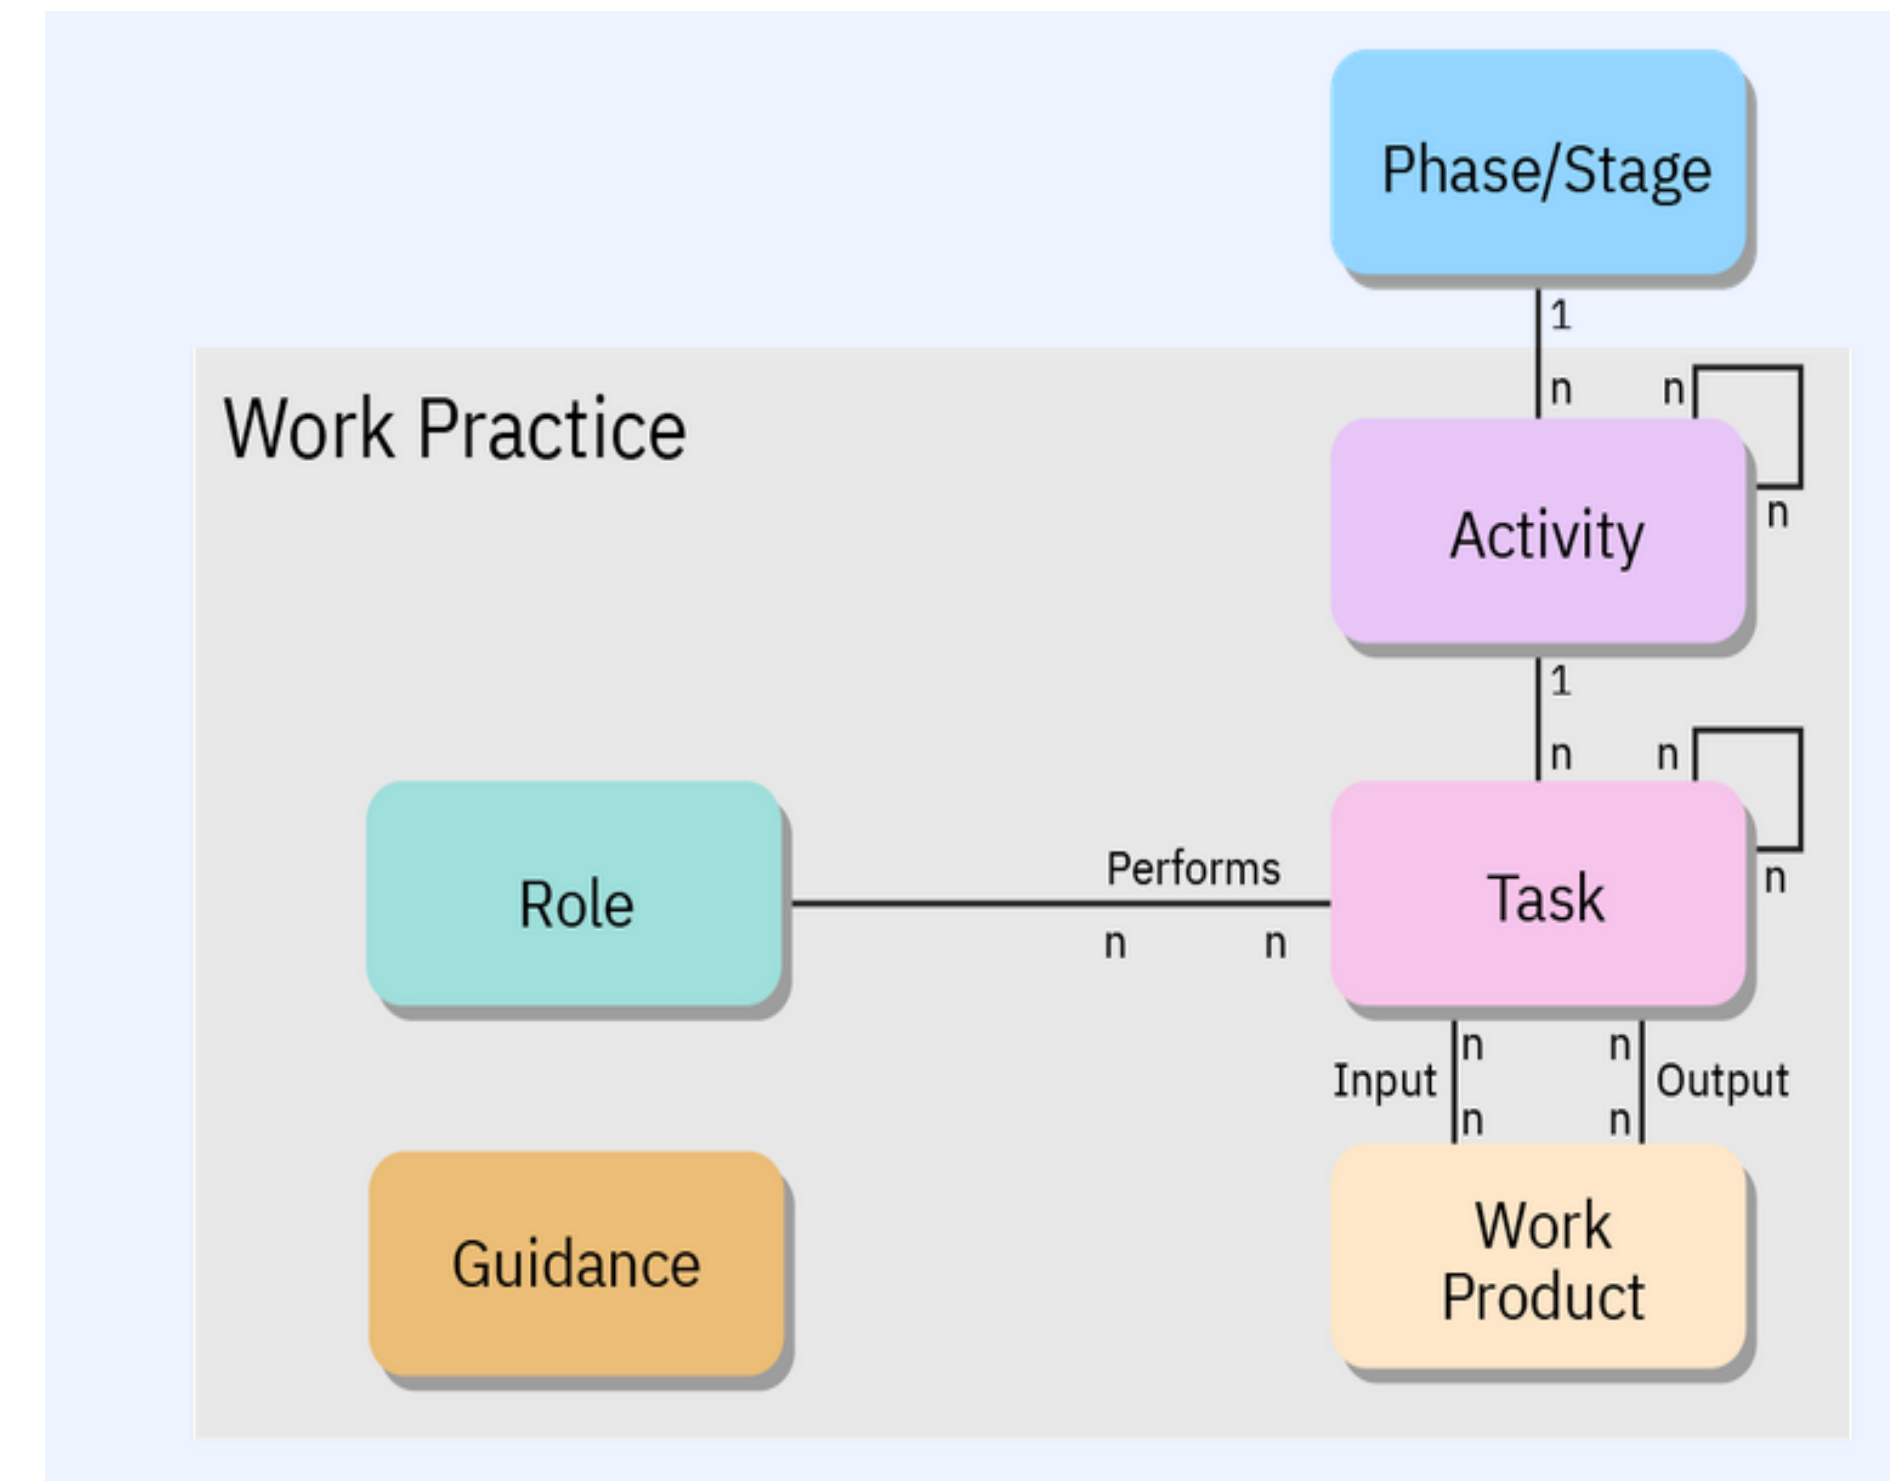 Phase/Stage
1
Work Practice
n
n
Activity
n
1
n
n
Role
Performs
n
n
Task
n
Input
n
n
Output
n
n
Guidance
Work
Product